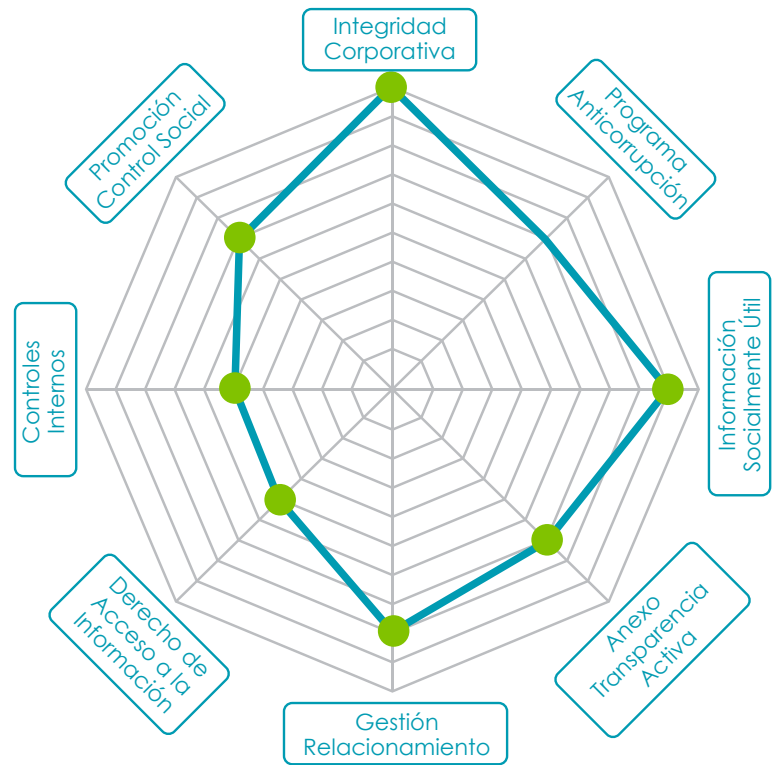 Integridad
Corporativa
Programa
Anticorrupción
Información
Socialmente Útil
Anexo
Transparencia
Activa
Gestión
Relacionamiento
Derecho de
Acceso a la
Información
Controles
Internos
Promoción
Control Social